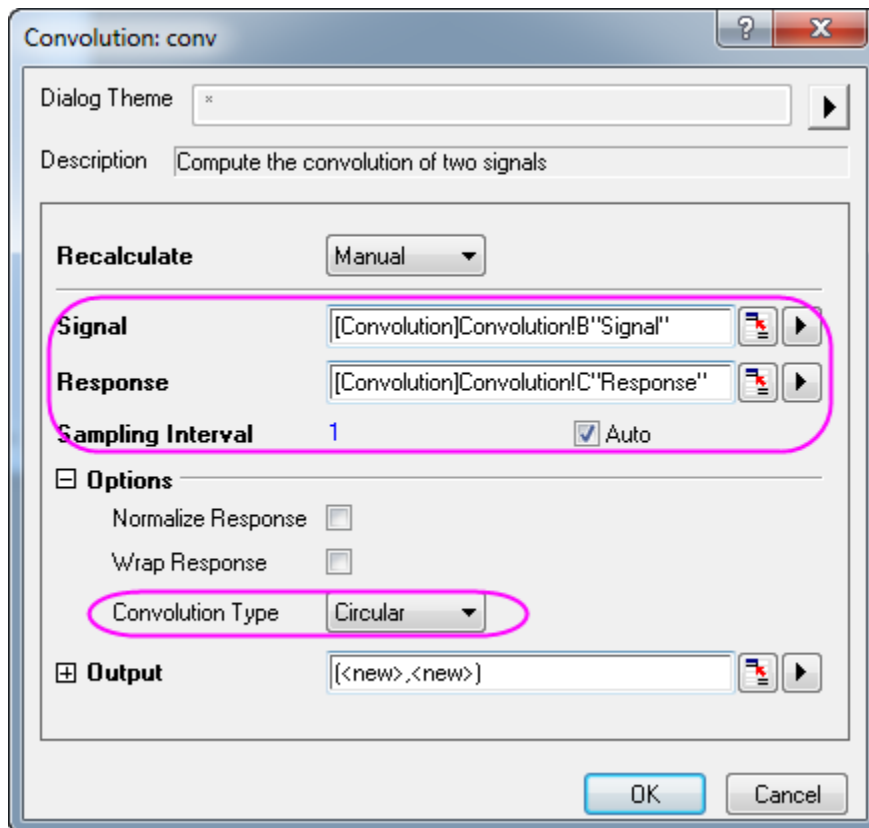 Convolution: conv
Dialog Theme *
Description Compute the convolution of two signals
Recalculate Manual
Signal [Convolution]Convolution!B"Signal"
Response [Convolution]Convolution!C"Response"
Sampling Interval 1 Auto
Options
Normalize Response
Wrap Response
Convolution Type Circular
Output (<new>,<new>)
OK Cancel